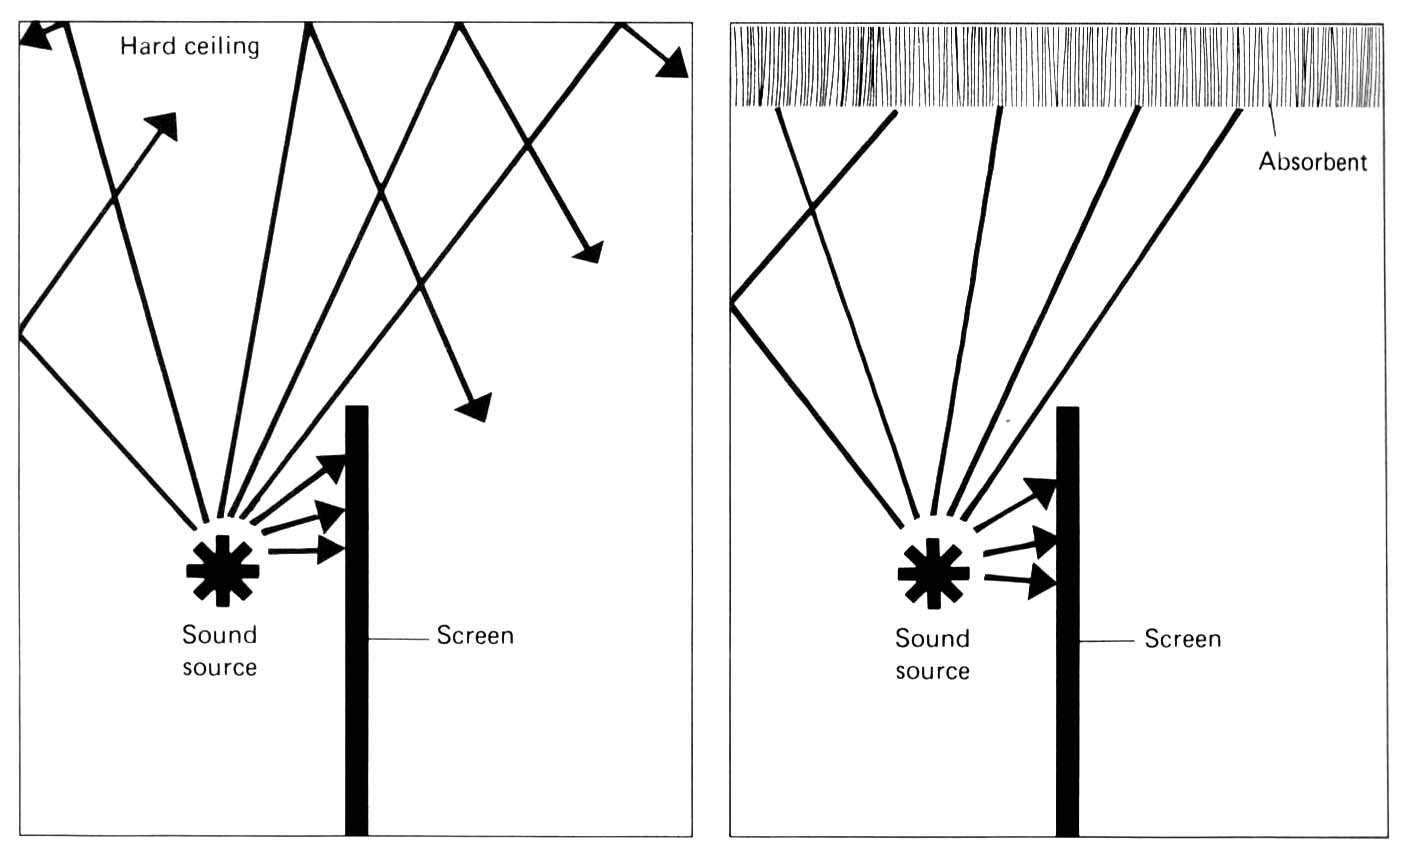 Hard ceiling
Sound
source
Screen
Absorbent
Sound
source
Screen